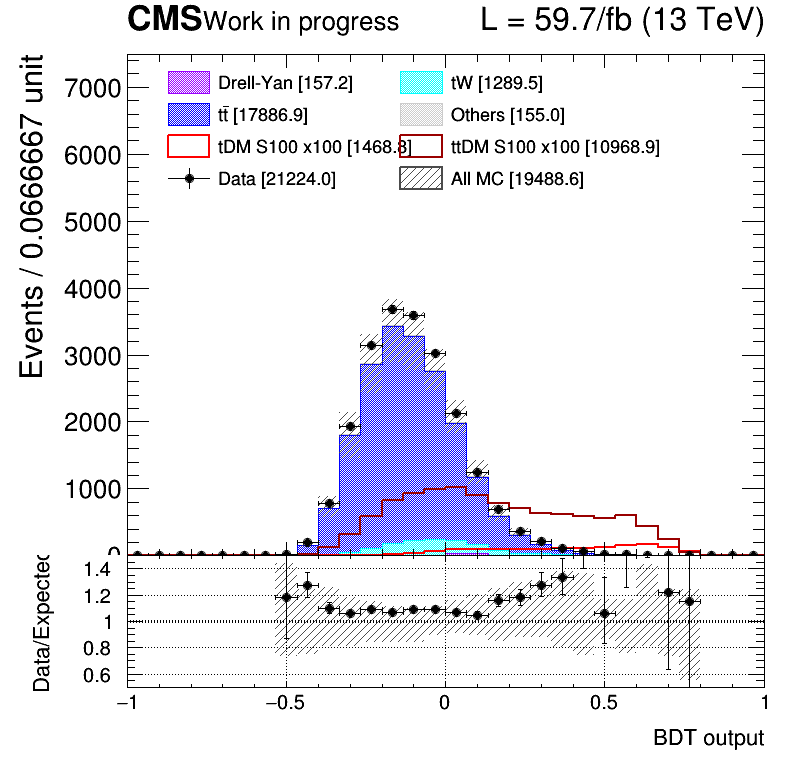 CMS Work in progress L = 59.7/fb (13 TeV)
Events / 0.0666667 unit
7000
6000
5000
4000
3000
2000
1000
0
Drell-Yan [157.2] tW [1289.5]
tt̄ [17886.9] Others [155.0]
tDM S100 x100 [1468.8] ttDM S100 x100 [10968.9]
Data [21224.0] All MC [19488.6]
Data/Expected
1.4
1.2
1
0.8
0.6
−1 −0.5 0 0.5 1
BDT output